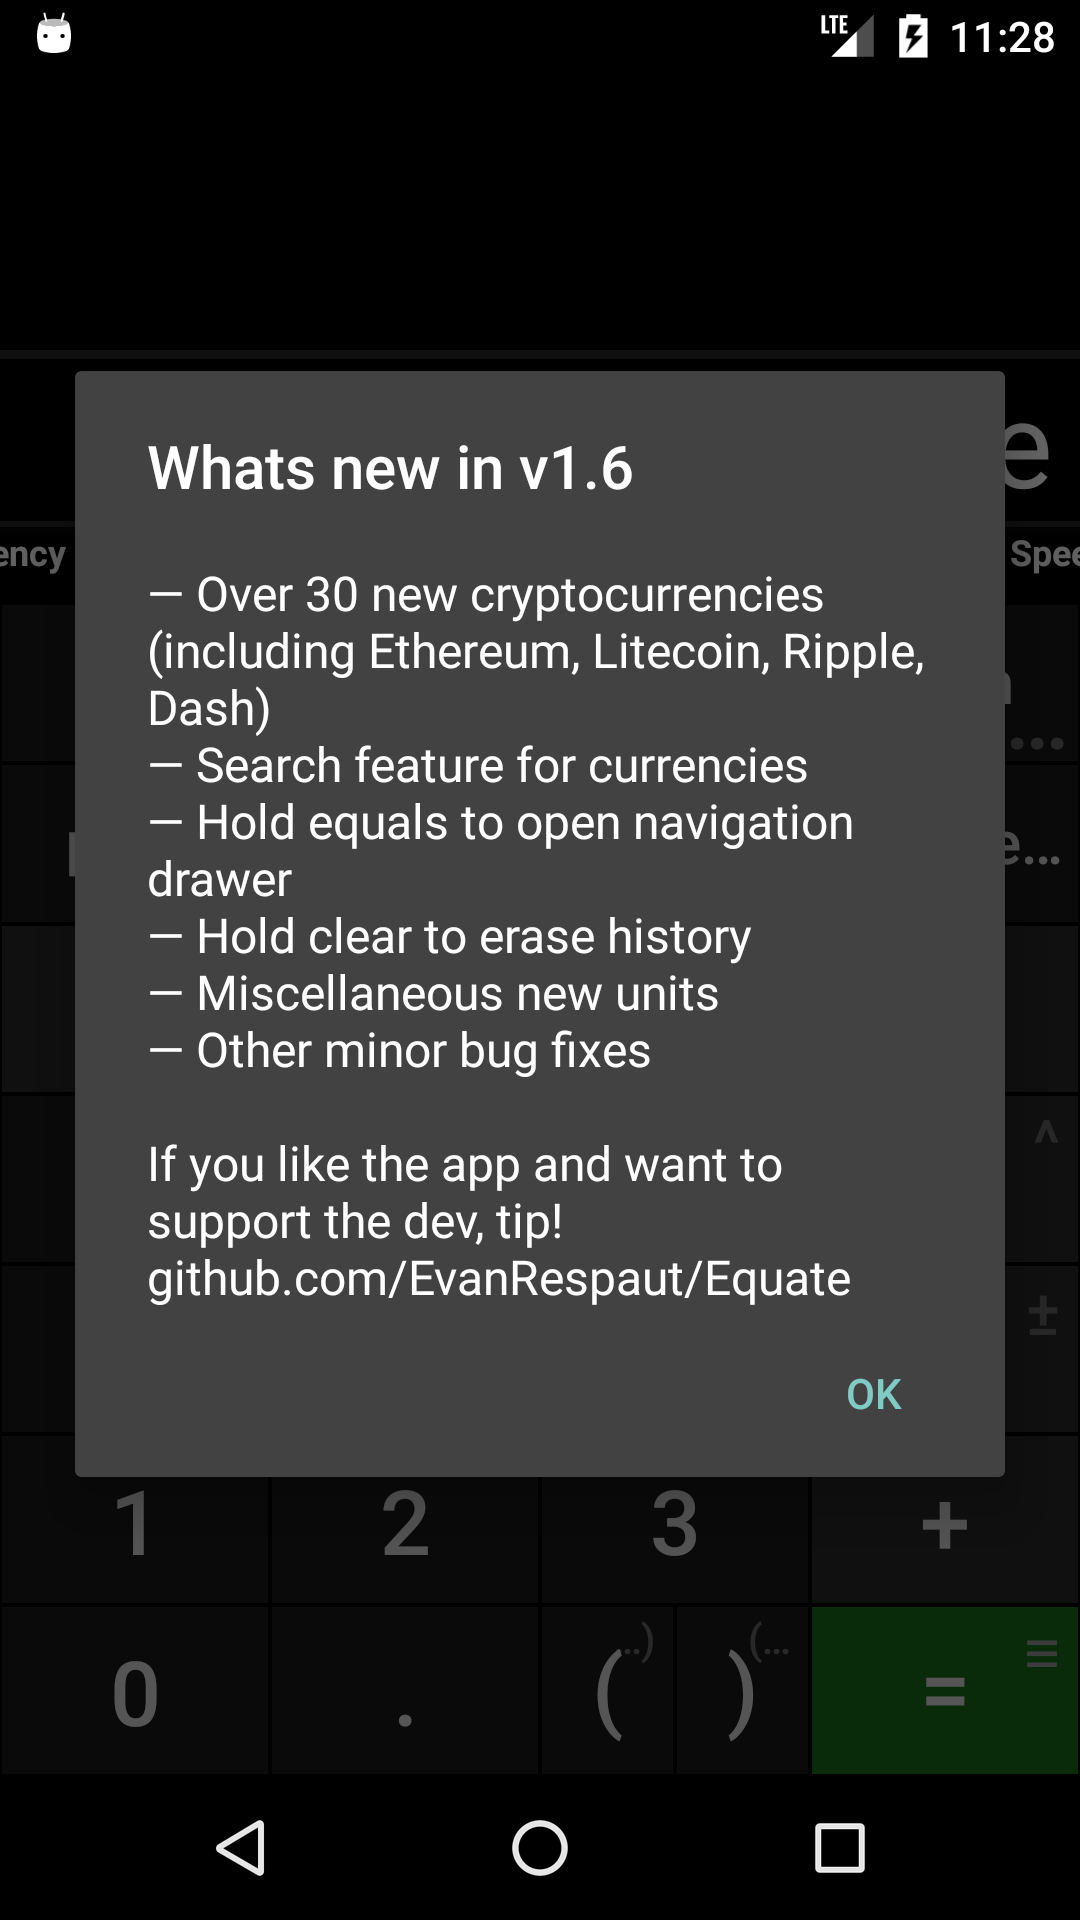 LTE 11:28
e
ency
Spee
Whats new in v1.6
— Over 30 new cryptocurrencies
(including Ethereum, Litecoin, Ripple,
Dash)
— Search feature for currencies
— Hold equals to open navigation
drawer
— Hold clear to erase history
— Miscellaneous new units
— Other minor bug fixes
If you like the app and want to
support the dev, tip!
github.com/EvanRespaut/Equate
OK
e...
^
±
1 2 3 +
0 . ( ..) ) (... =